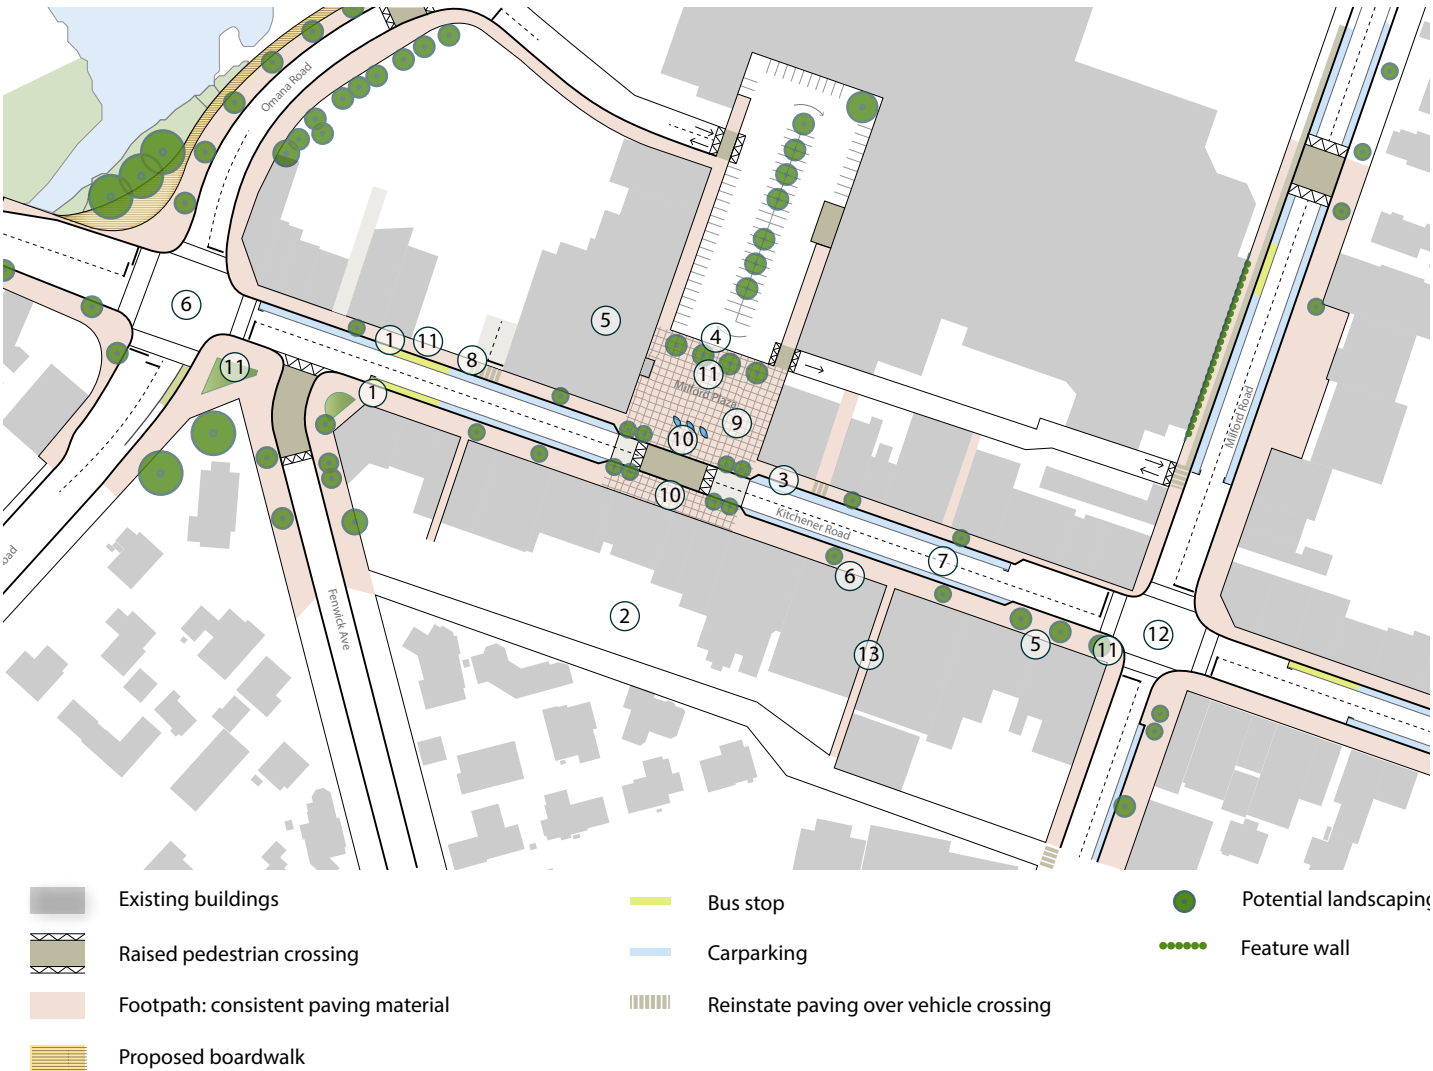 Omana Road
6
1
11
8
5
4
11
Milford Plaza
9
10
11
1
10
3
Kitchener Road
7
6
Milford Road
Fenwick Ave
oad
2
13
5
11
12
Existing buildings
Raised pedestrian crossing
Footpath: consistent paving material
Proposed boardwalk
Bus stop
Carparking
Reinstate paving over vehicle crossing
Potential landscaping
Feature wall